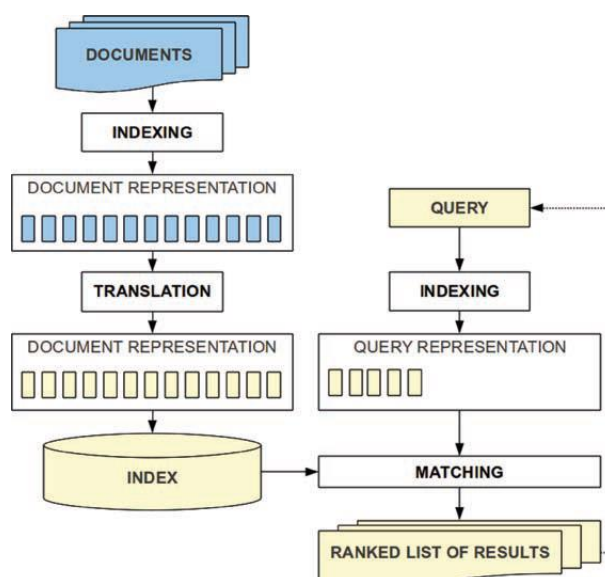 DOCUMENTS
INDEXING
DOCUMENT REPRESENTATION
TRANSLATION
DOCUMENT REPRESENTATION
INDEX
QUERY
INDEXING
QUERY REPRESENTATION
MATCHING
RANKED LIST OF RESULTS